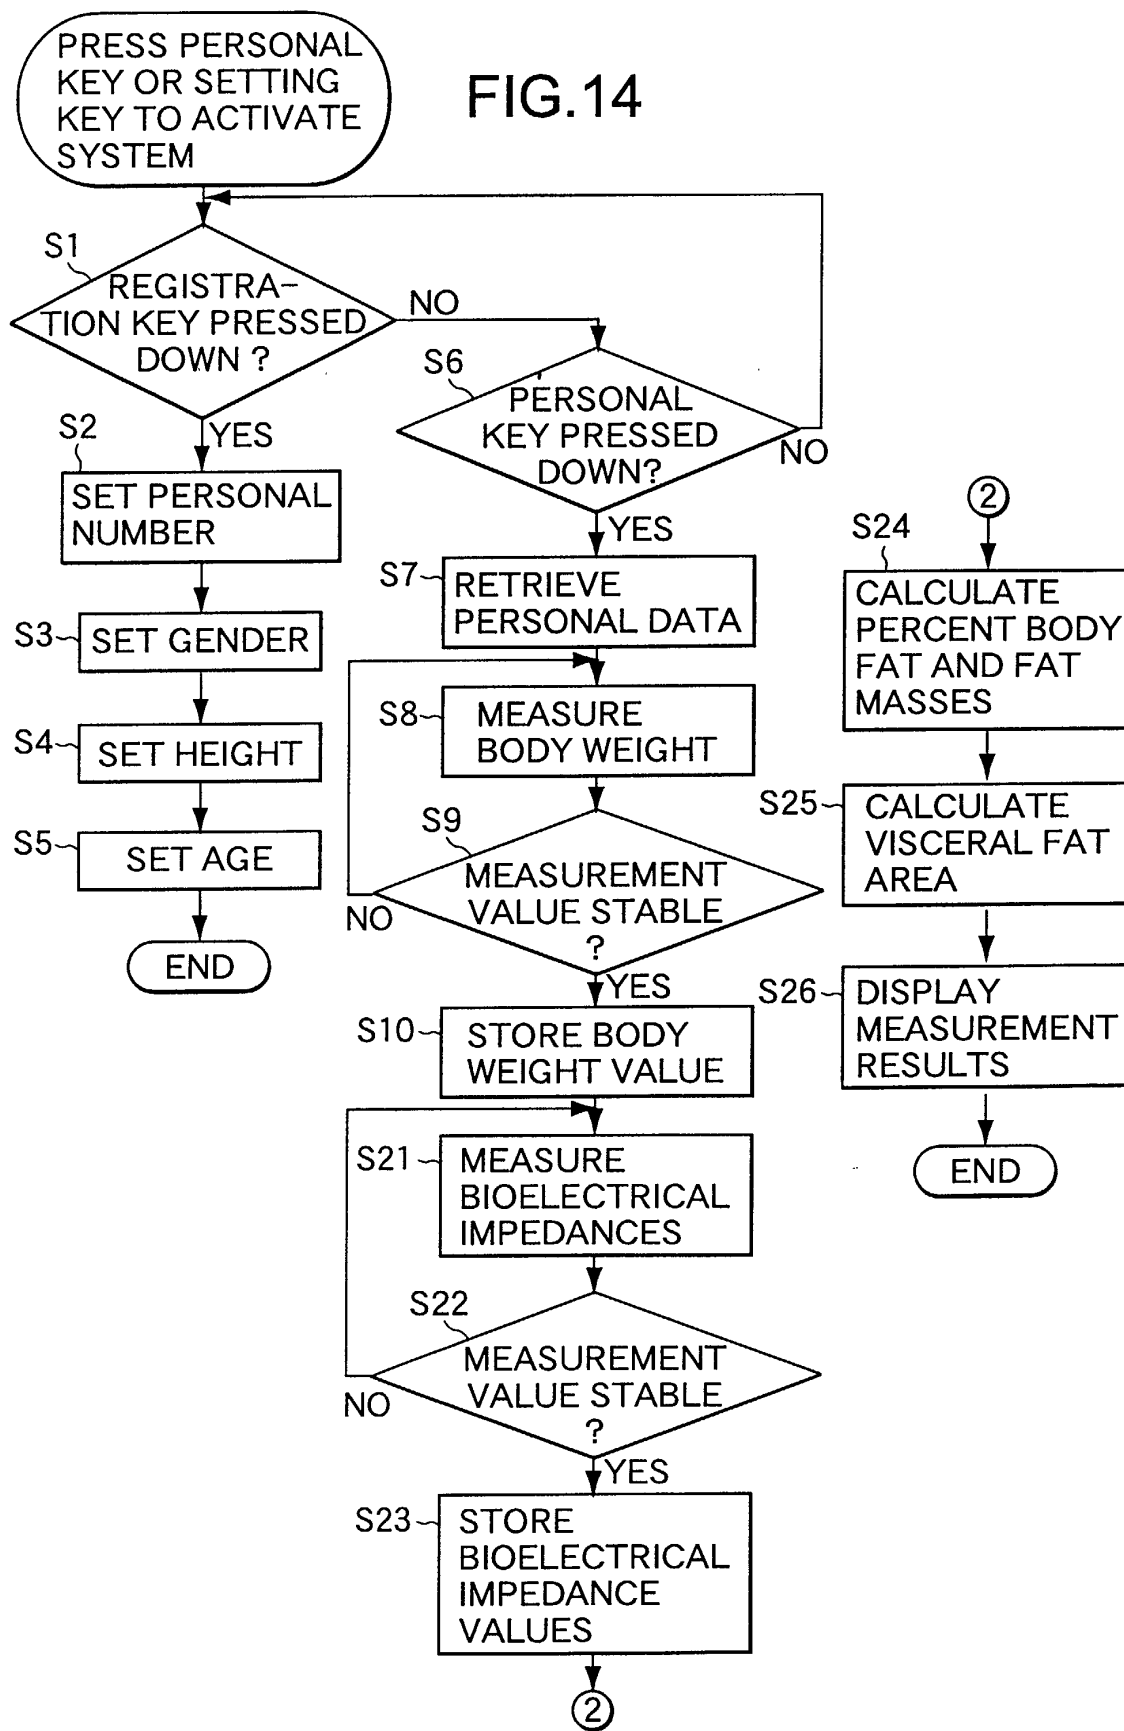 PRESS PERSONAL
KEY OR SETTING
KEY TO ACTIVATE
SYSTEM
FIG.14
S1
REGISTRA-
TION KEY PRESSED
DOWN ?
NO
YES
S2
SET PERSONAL
NUMBER
S3
SET GENDER
S4
SET HEIGHT
S5
SET AGE
END
S6
PERSONAL
KEY PRESSED
DOWN?
NO
YES
S7
RETRIEVE
PERSONAL DATA
S8
MEASURE
BODY WEIGHT
S9
MEASUREMENT
VALUE STABLE
?
NO
YES
S10
STORE BODY
WEIGHT VALUE
S21
MEASURE
BIOELECTRICAL
IMPEDANCES
S22
MEASUREMENT
VALUE STABLE
?
NO
YES
S23
STORE
BIOELECTRICAL
IMPEDANCE
VALUES
2
2
S24
CALCULATE
PERCENT BODY
FAT AND FAT
MASSES
S25
CALCULATE
VISCERAL FAT
AREA
S26
DISPLAY
MEASUREMENT
RESULTS
END